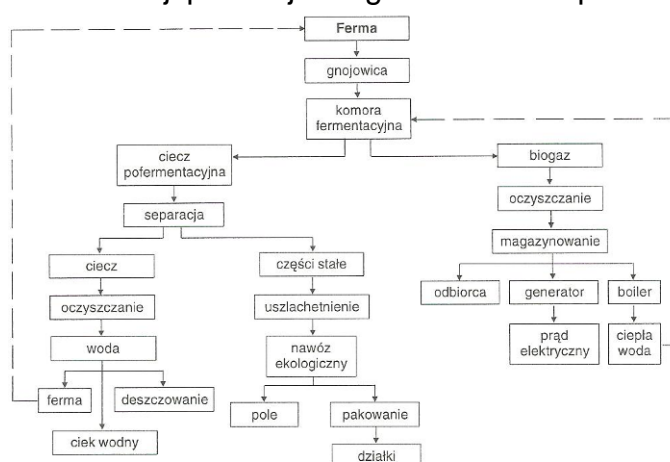 Ferma
gnojowica
komora
fermentacyjna
ciecz
pofermentacyjna
biogaz
separacja
oczyszczanie
magazynowanie
ciecz
części stałe
odbiorca
generator
boiler
oczyszczanie
uszlachetnienie
prąd
elektryczny
ciepła
woda
woda
nawóz
ekologiczny
ferma
deszczowanie
pole
pakowanie
ciek wodny
działki